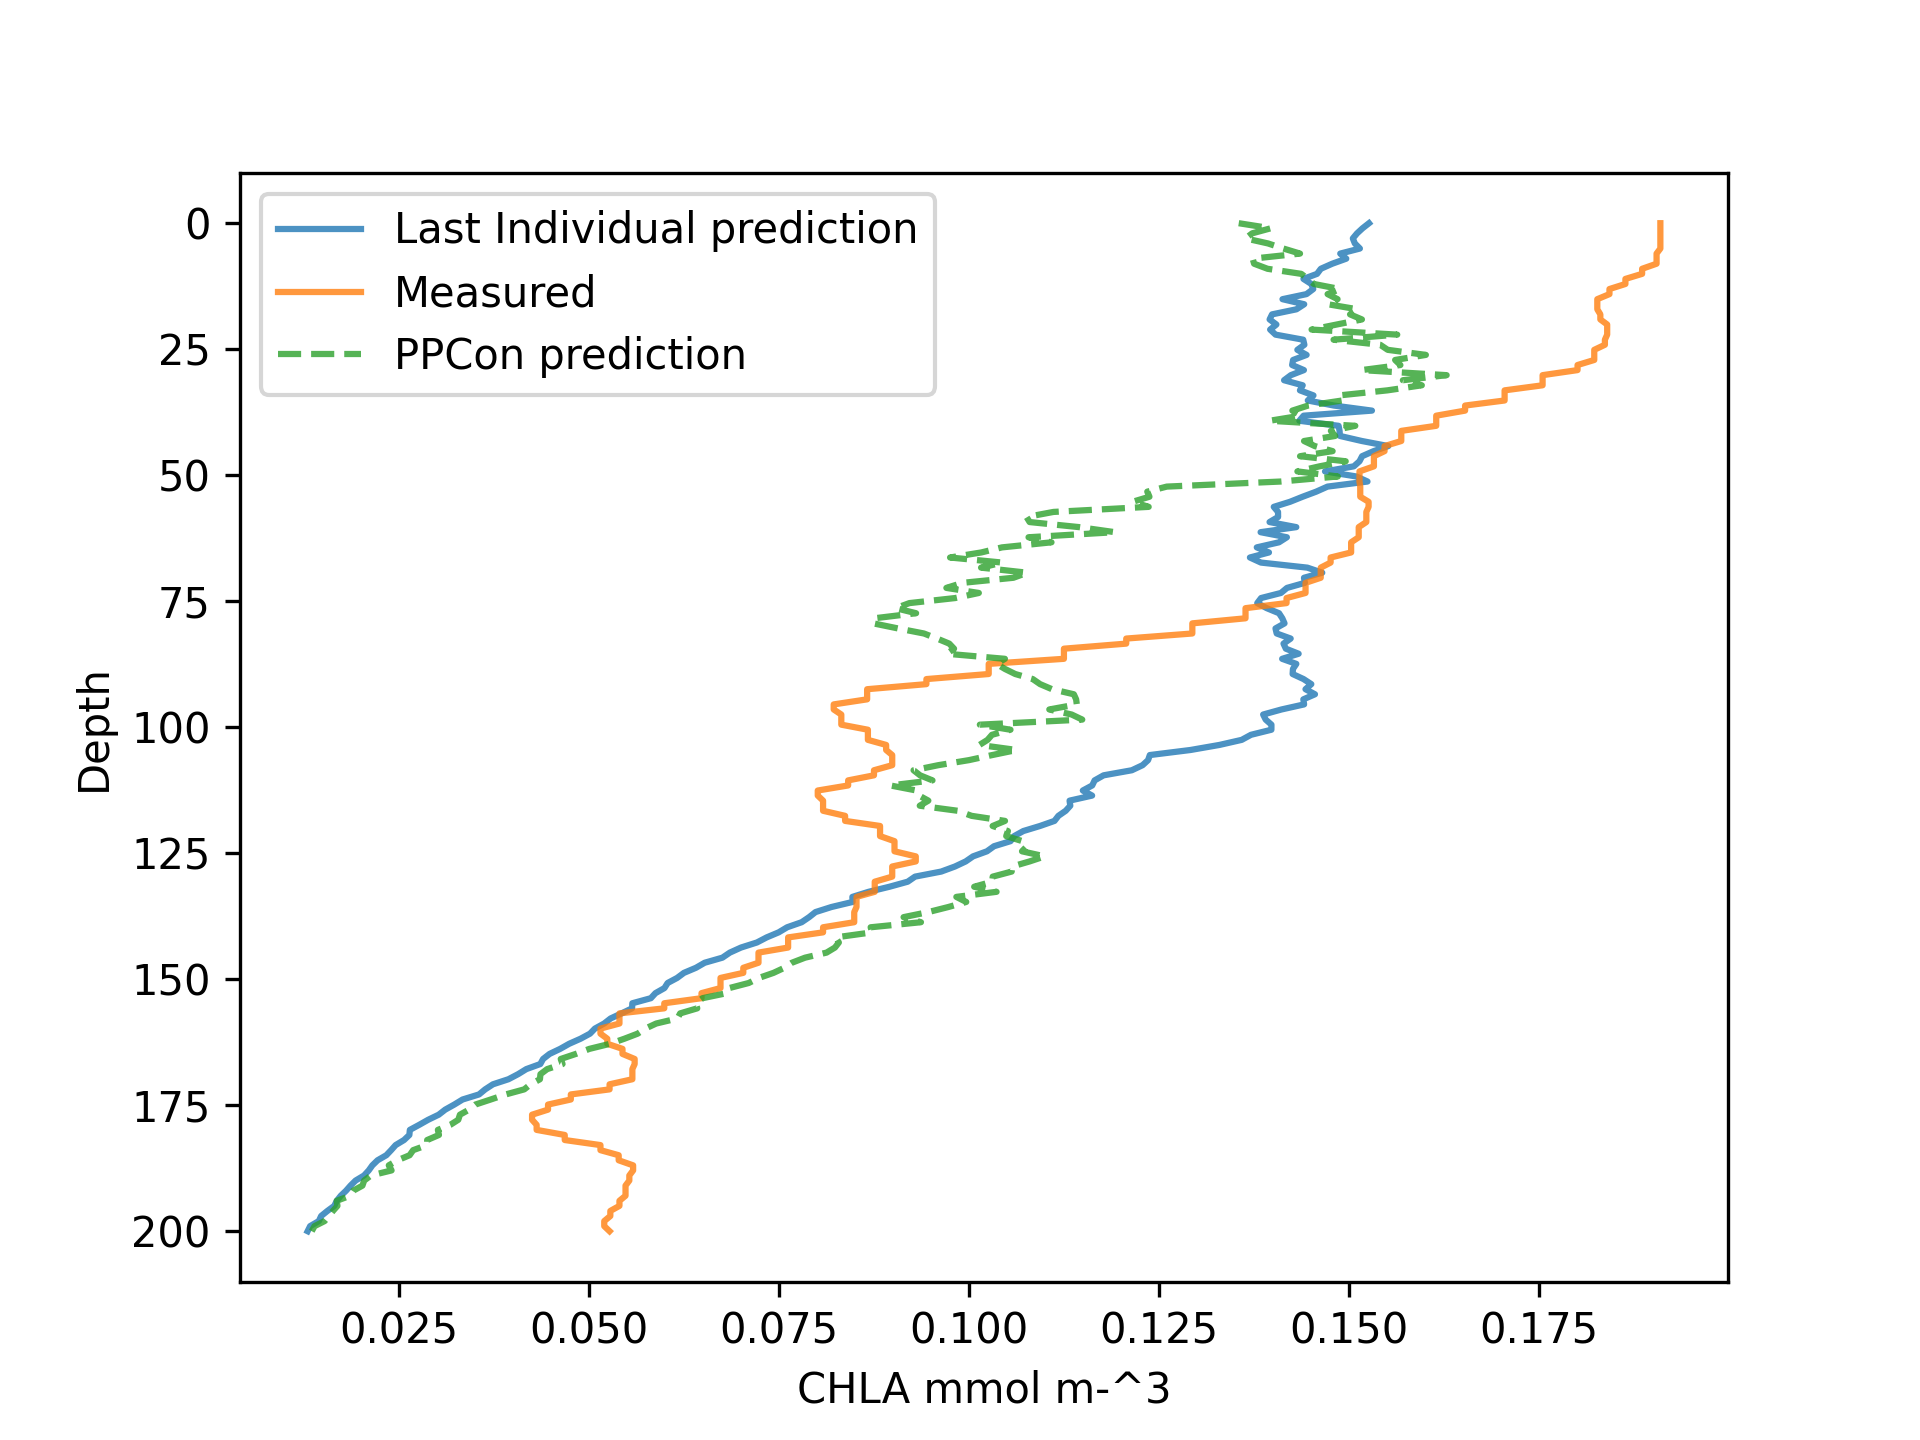 Last Individual prediction
Measured
PPCon prediction
0
25
50
75
100
125
150
175
200
Depth
0.025 0.050 0.075 0.100 0.125 0.150 0.175
CHLA mmol m-^3